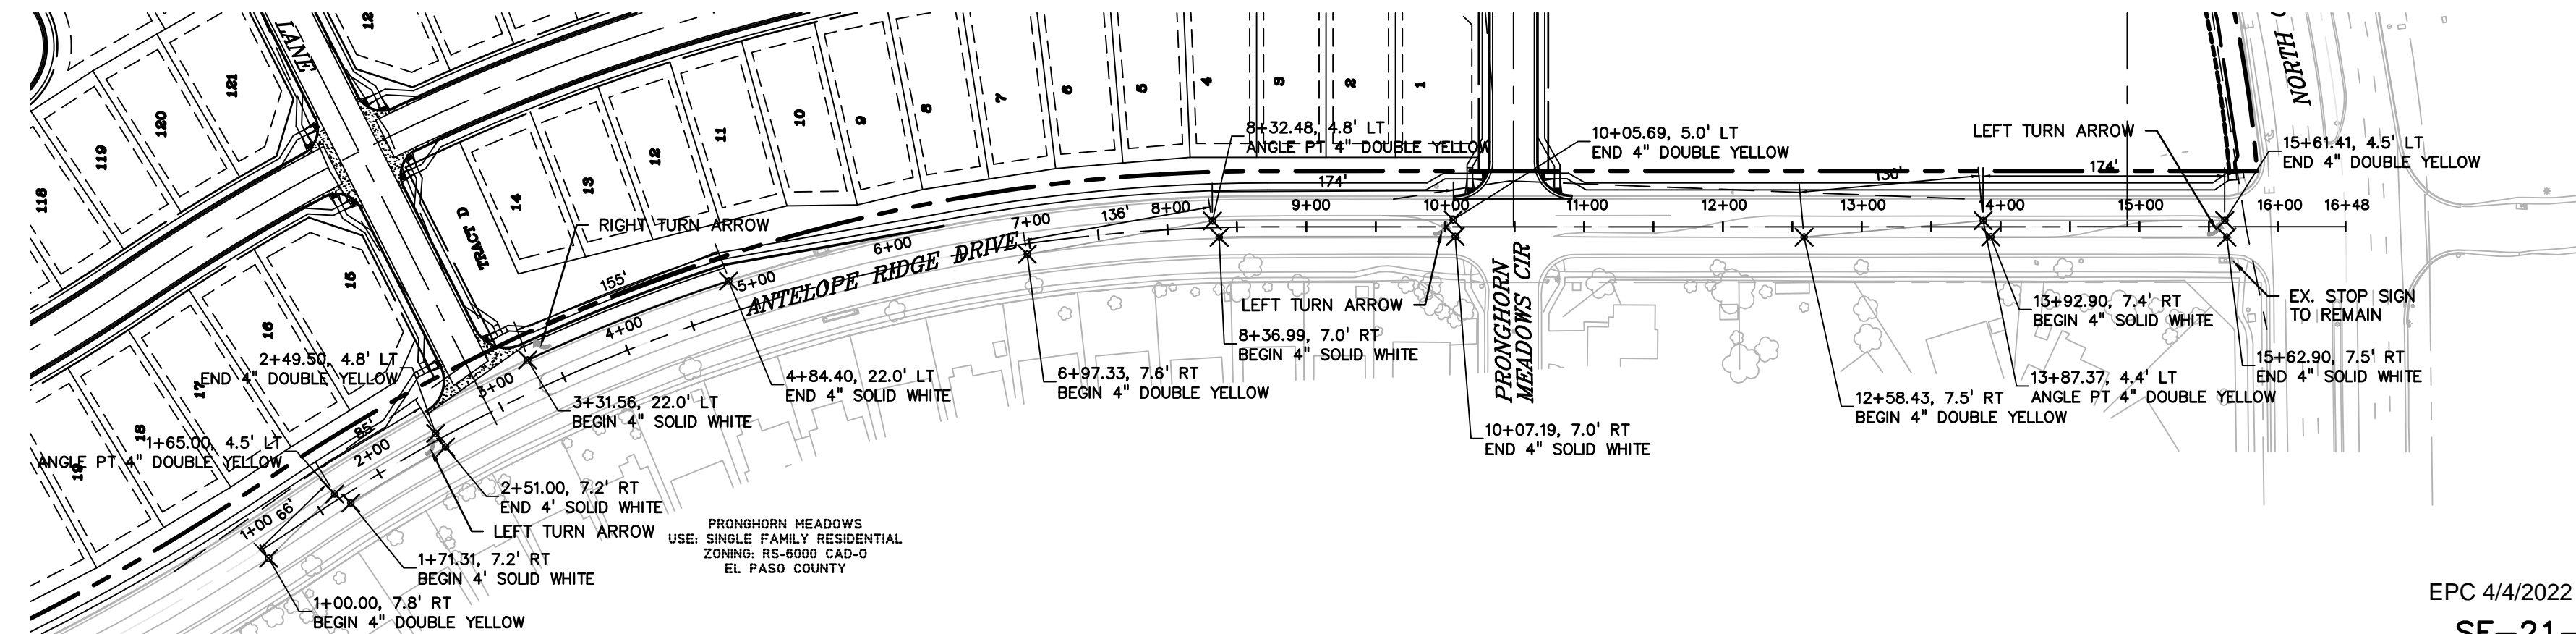 LANE
12
121
120
119
118
12
14
13
12
11
10
9
8
7
6
5
4
3
2
1
TRACT D
15
16
17
18
19
RIGHT TURN ARROW
8+32.48, 4.8' LT
ANGLE PT 4" DOUBLE YELLOW
10+05.69, 5.0' LT
END 4" DOUBLE YELLOW
LEFT TURN ARROW
15+61.41, 4.5' LT
END 4" DOUBLE YELLOW
NORTH
174'
130'
174'
136'
155'
85'
66'
1+00
2+00
3+00
4+00
5+00
6+00
7+00
8+00
9+00
10+00
11+00
12+00
13+00
14+00
15+00
16+00
16+48
ANTELOPE RIDGE DRIVE
PRONGHORN
MEADOWS CIR
2+49.50, 4.8' LT
END 4" DOUBLE YELLOW
1+65.00, 4.5' LT
ANGLE PT 4" DOUBLE YELLOW
3+31.56, 22.0' LT
BEGIN 4" SOLID WHITE
4+84.40, 22.0' LT
END 4" SOLID WHITE
6+97.33, 7.6' RT
BEGIN 4" DOUBLE YELLOW
LEFT TURN ARROW
8+36.99, 7.0' RT
BEGIN 4" SOLID WHITE
10+07.19, 7.0' RT
END 4" SOLID WHITE
12+58.43, 7.5' RT
BEGIN 4" DOUBLE YELLOW
13+92.90, 7.4' RT
BEGIN 4" SOLID WHITE
13+87.37, 4.4' LT
ANGLE PT 4" DOUBLE YELLOW
EX. STOP SIGN
TO REMAIN
15+62.90, 7.5' RT
END 4" SOLID WHITE
2+51.00, 7.2' RT
END 4' SOLID WHITE
LEFT TURN ARROW
1+71.31, 7.2' RT
BEGIN 4' SOLID WHITE
1+00.00, 7.8' RT
BEGIN 4" DOUBLE YELLOW
PRONGHORN MEADOWS
USE: SINGLE FAMILY RESIDENTIAL
ZONING: RS-6000 CAD-O
EL PASO COUNTY
EPC 4/4/2022
SF-21-